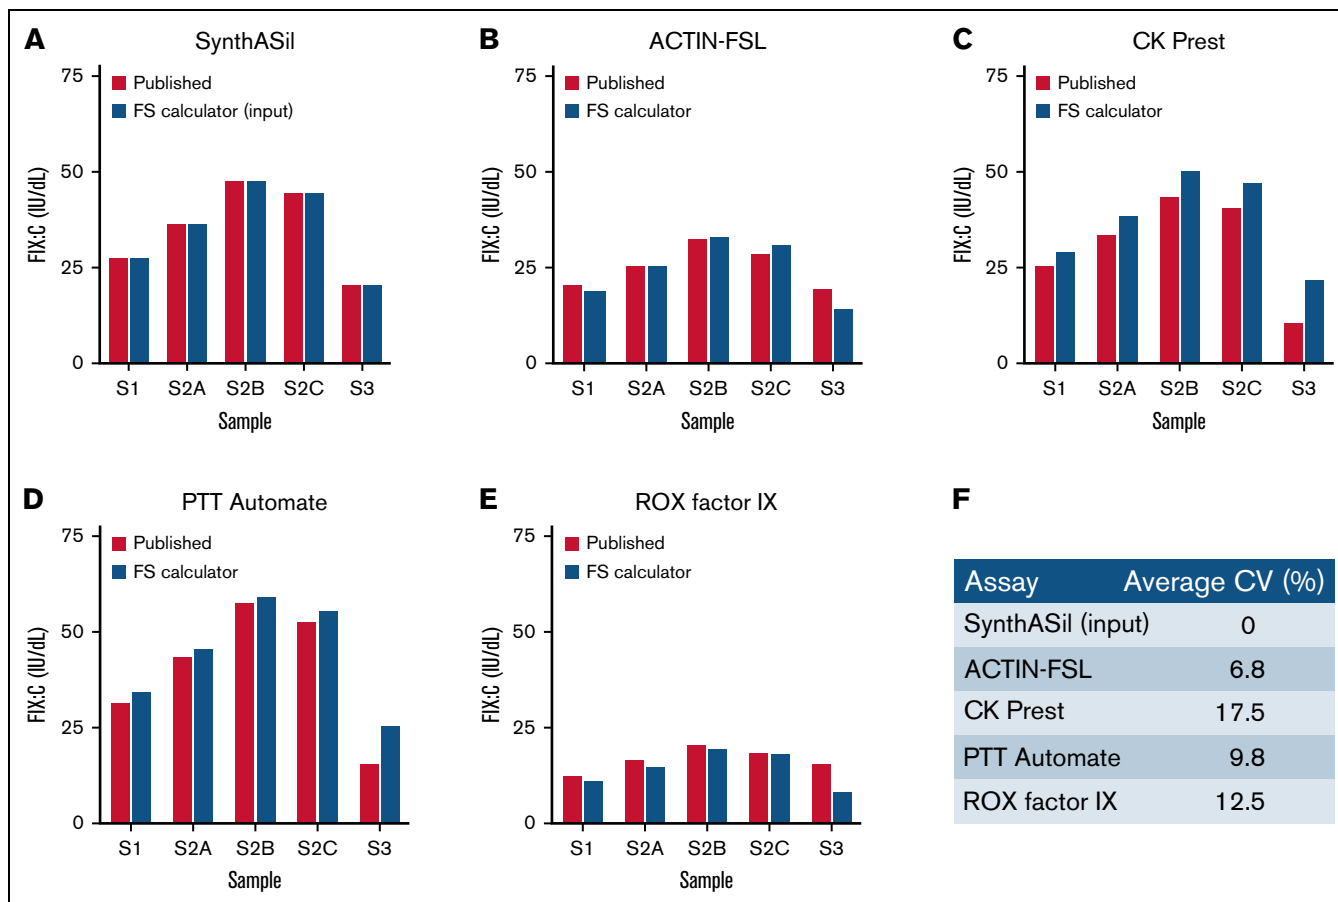 A
SynthASil
75
50
25
0
FIX:C (IU/dL)
Published
FS calculator (input)
S1 S2A S2B S2C S3
Sample
B
ACTIN-FSL
75
50
25
0
FIX:C (IU/dL)
Published
FS calculator
S1 S2A S2B S2C S3
Sample
C
CK Prest
75
50
25
0
FIX:C (IU/dL)
Published
FS calculator
S1 S2A S2B S2C S3
Sample
D
PTT Automate
75
50
25
0
FIX:C (IU/dL)
Published
FS calculator
S1 S2A S2B S2C S3
Sample
E
ROX factor IX
75
50
25
0
FIX:C (IU/dL)
Published
FS calculator
S1 S2A S2B S2C S3
Sample
F
Assay Average CV (%)
SynthASil (input) 0
ACTIN-FSL 6.8
CK Prest 17.5
PTT Automate 9.8
ROX factor IX 12.5